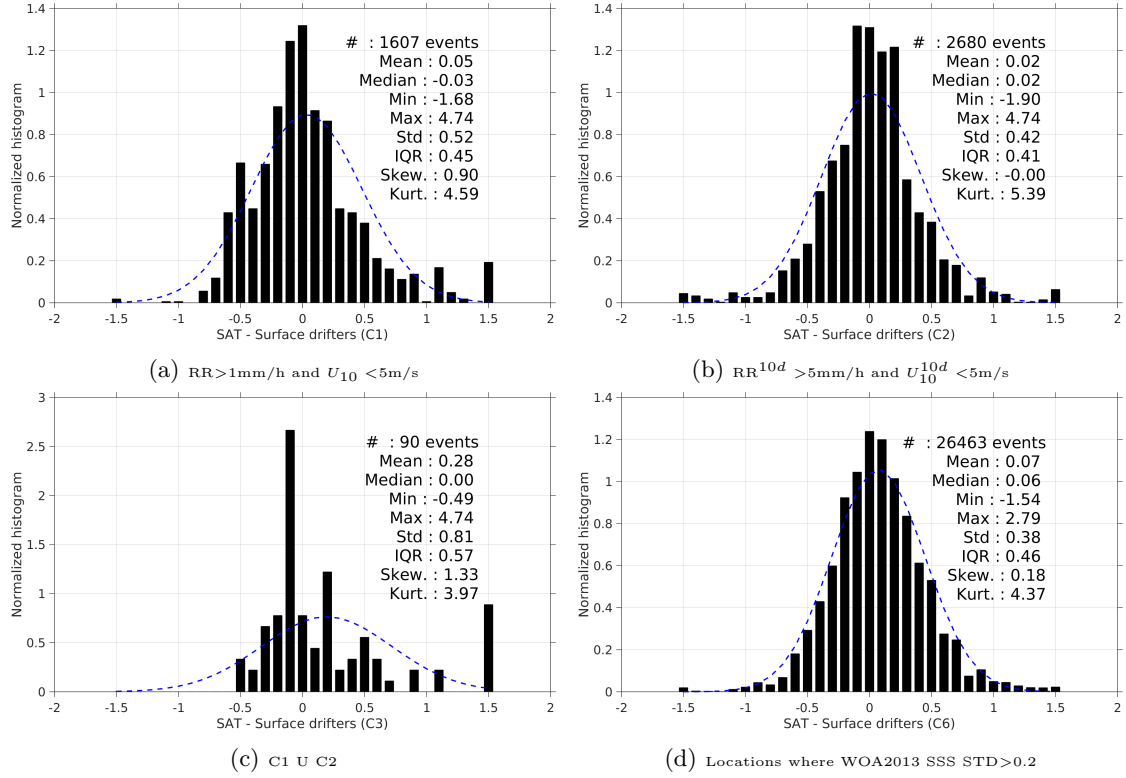 1.4
1.2
1
0.8
0.6
0.4
0.2
0
Normalized histogram
# : 1607 events
Mean : 0.05
Median : -0.03
Min : -1.68
Max : 4.74
Std : 0.52
IQR : 0.45
Skew. : 0.90
Kurt. : 4.59
-2 -1.5 -1 -0.5 0 0.5 1 1.5 2
SAT - Surface drifters (C1)
(a) RR>1mm/h and U10 <5m/s
1.4
1.2
1
0.8
0.6
0.4
0.2
0
Normalized histogram
# : 2680 events
Mean : 0.02
Median : 0.02
Min : -1.90
Max : 4.74
Std : 0.42
IQR : 0.41
Skew. : -0.00
Kurt. : 5.39
-2 -1.5 -1 -0.5 0 0.5 1 1.5 2
SAT - Surface drifters (C2)
(b) RR^10d >5mm/h and U10^10d <5m/s
3
2.5
2
1.5
1
0.5
0
Normalized histogram
# : 90 events
Mean : 0.28
Median : 0.00
Min : -0.49
Max : 4.74
Std : 0.81
IQR : 0.57
Skew. : 1.33
Kurt. : 3.97
-2 -1.5 -1 -0.5 0 0.5 1 1.5 2
SAT - Surface drifters (C3)
(c) C1 U C2
1.4
1.2
1
0.8
0.6
0.4
0.2
0
Normalized histogram
# : 26463 events
Mean : 0.07
Median : 0.06
Min : -1.54
Max : 2.79
Std : 0.38
IQR : 0.46
Skew. : 0.18
Kurt. : 4.37
-2 -1.5 -1 -0.5 0 0.5 1 1.5 2
SAT - Surface drifters (C6)
(d) Locations where WOA2013 SSS STD>0.2